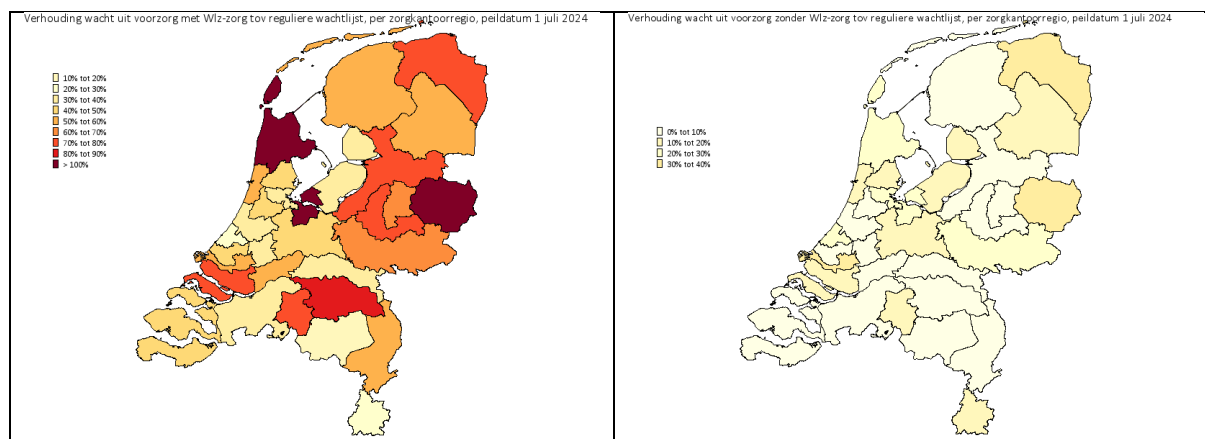 Verhouding wacht uit voorzorg met Wlz-zorg tov reguliere wachtlijst, per zorgkantoorregio, peildatum 1 juli 2024
10% tot 20%
20% tot 30%
30% tot 40%
40% tot 50%
50% tot 60%
60% tot 70%
70% tot 80%
80% tot 90%
> 100%
Verhouding wacht uit voorzorg zonder Wlz-zorg tov reguliere wachtlijst, per zorgkantoorregio, peildatum 1 juli 2024
0% tot 10%
10% tot 20%
20% tot 30%
30% tot 40%